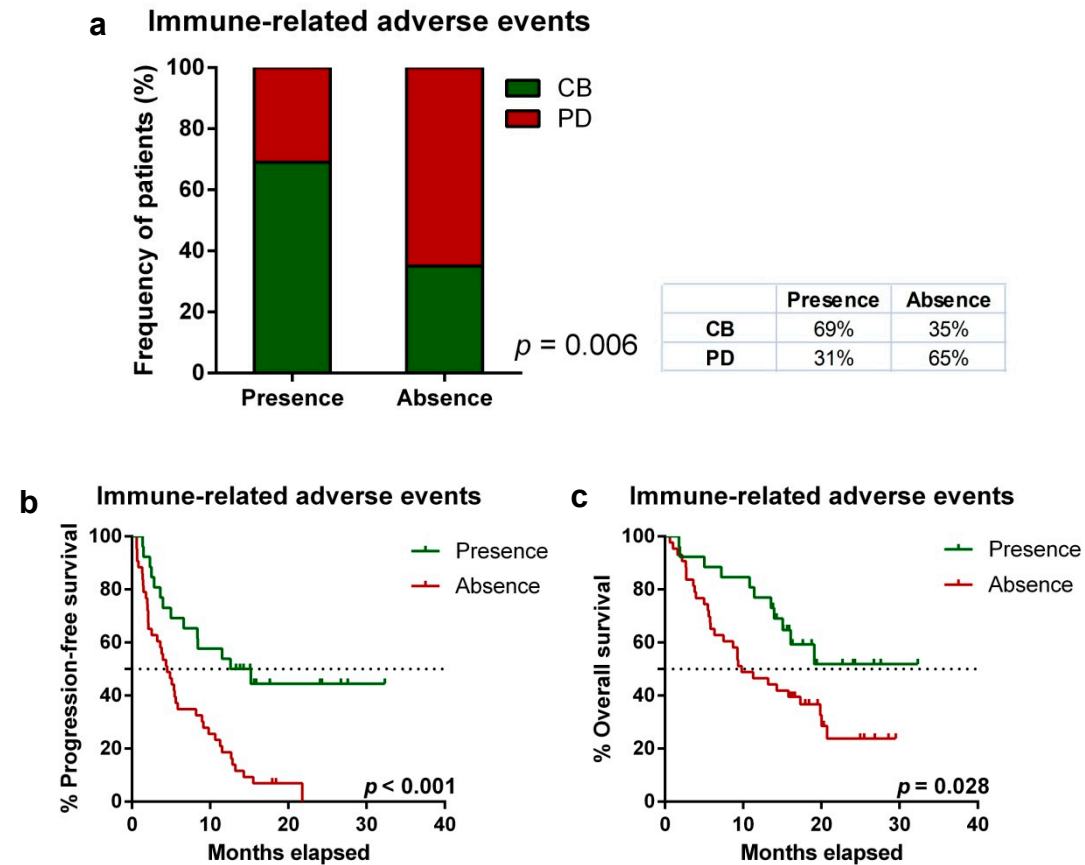 a
Immune-related adverse events
Frequency of patients (%)
100
80
60
40
20
0
Presence
Absence
CB
PD
p = 0.006
Presence Absence
CB 69% 35%
PD 31% 65%
b
Immune-related adverse events
% Progression-free survival
100
80
60
40
20
0
0 10 20 30 40
Months elapsed
Presence
Absence
p < 0.001
c
Immune-related adverse events
% Overall survival
100
80
60
40
20
0
0 10 20 30 40
Months elapsed
Presence
Absence
p = 0.028